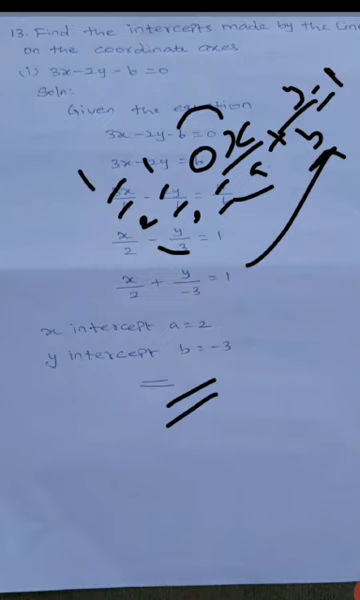 13. Find the intercepts made by the Line
on the coordinate axes
(i) 3x-2y-6=0
Soln:
Given the equation
3x-2y-6=0
3x-2y=6
x/2 - y/3 = 1
x/2 + y/-3 = 1
x intercept a=2
y intercept b=-3